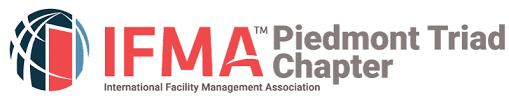 IFMA™ Piedmont Triad
Chapter
International Facility Management Association